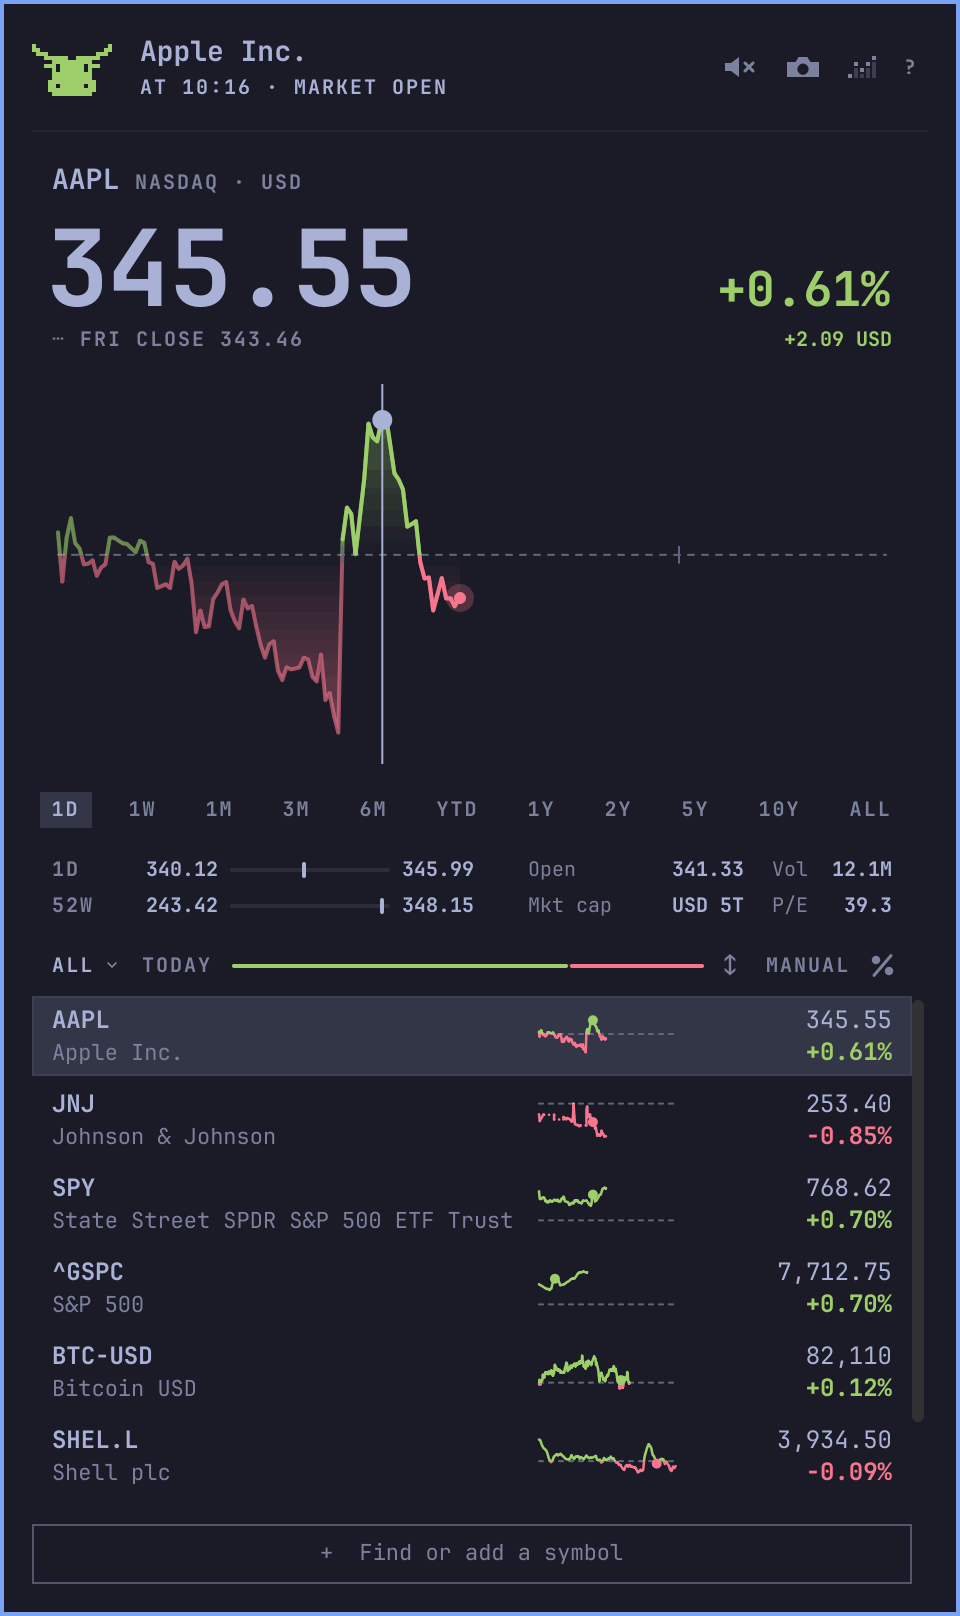 Apple Inc.
AT 10:16 · MARKET OPEN
?
AAPL NASDAQ · USD
345.55
+0.61%
┄ FRI CLOSE 343.46
+2.09 USD
1D 1W 1M 3M 6M YTD 1Y 2Y 5Y 10Y ALL
1D 340.12 345.99 Open 341.33 Vol 12.1M
52W 243.42 348.15 Mkt cap USD 5T P/E 39.3
ALL TODAY MANUAL %
AAPL 345.55
Apple Inc. +0.61%
JNJ 253.40
Johnson & Johnson -0.85%
SPY 768.62
State Street SPDR S&P 500 ETF Trust +0.70%
^GSPC 7,712.75
S&P 500 +0.70%
BTC-USD 82,110
Bitcoin USD +0.12%
SHEL.L 3,934.50
Shell plc -0.09%
+ Find or add a symbol